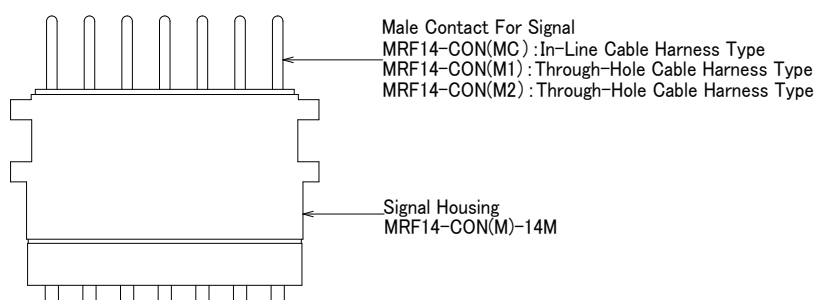 Male Contact For Signal
MRF14-CON(MC):In-Line Cable Harness Type
MRF14-CON(M1):Through-Hole Cable Harness Type
MRF14-CON(M2):Through-Hole Cable Harness Type
Signal Housing
MRF14-CON(M)-14M